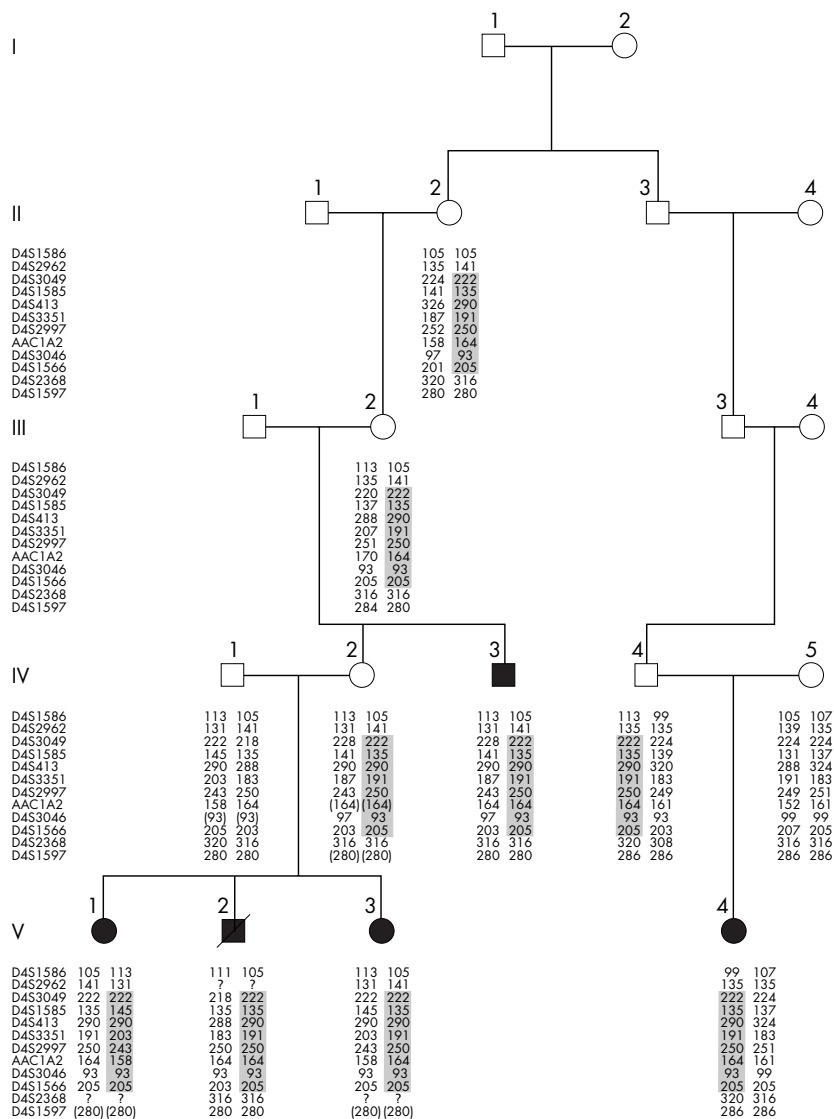 1 2
I
1 2 3 4
II
D4S1586 105 105
D4S2962 135 141
D4S3049 224 222
D4S1585 141 135
D4S413 326 290
D4S3351 187 191
D4S2997 252 250
AAC1A2 158 164
D4S3046 97 93
D4S1566 201 205
D4S2368 320 316
D4S1597 280 280
1 2 3 4
III
D4S1586 113 105
D4S2962 135 141
D4S3049 220 222
D4S1585 137 135
D4S413 288 290
D4S3351 207 191
D4S2997 251 250
AAC1A2 170 164
D4S3046 93 93
D4S1566 205 205
D4S2368 316 316
D4S1597 284 280
1 2 3 4 5
IV
D4S1586 113 105 113 105 113 105 113 99 105 107
D4S2962 131 141 131 141 131 141 135 135 139 135
D4S3049 222 218 228 222 228 222 222 224 224 224
D4S1585 145 135 141 135 141 135 135 139 131 137
D4S413 290 288 290 290 290 290 290 290 288 324
D4S3351 203 183 187 191 187 191 191 183 191 183
D4S2997 243 250 243 250 243 250 250 249 249 251
AAC1A2 158 164 (164) (164) 164 164 164 161 152 161
D4S3046 (93) (93) 97 93 97 93 93 93 99 99
D4S1566 205 203 203 205 203 205 205 203 207 205
D4S2368 320 316 316 316 316 316 320 308 316 316
D4S1597 280 280 (280) (280) 280 280 286 286 286 286
1 2 3 4
V
D4S1586 105 113 111 105 113 105 99 107
D4S2962 141 131 ? ? 131 141 135 135
D4S3049 222 222 218 222 222 222 222 224
D4S1585 135 145 135 135 145 135 135 137
D4S413 290 290 288 290 290 290 290 324
D4S3351 191 203 183 191 203 191 191 183
D4S2997 250 243 250 250 243 250 250 251
AAC1A2 164 158 164 164 158 164 164 161
D4S3046 93 93 93 93 93 93 93 99
D4S1566 205 205 203 205 205 205 205 205
D4S2368 ? ? 316 316 ? ? 320 316
D4S1597 (280) (280) 280 280 (280) (280) 286 286